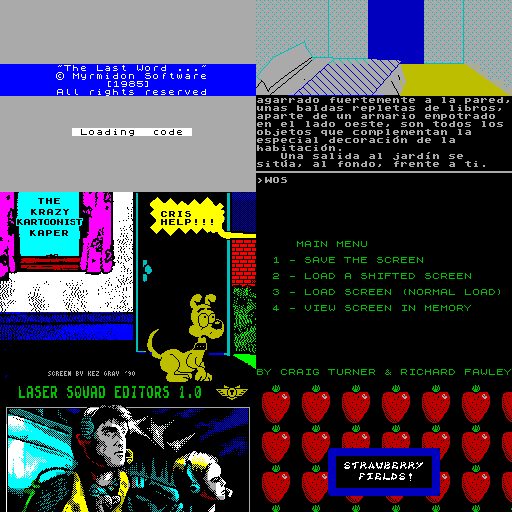 "The Last Word ..."
© Myrmidon Software
[1985]
All rights reserved
Loading code
agarrado fuertemente a la pared,
unas baldas repletas de libros,
aparte de un armario empotrado
en el lado oeste, son todos los
objetos que complementan la
especial decoración de la
habitación.
Una salida al jardín se
situa, al fondo, frente a ti.
>WOS
THE
KRAZY
KARTOONIST
KAPER
CRIS
HELP!!!
SCREEN BY KEZ GRAY '90
MAIN MENU
1 - SAVE THE SCREEN
2 - LOAD A SHIFTED SCREEN
3 - LOAD SCREEN (NORMAL LOAD)
4 - VIEW SCREEN IN MEMORY
BY CRAIG TURNER & RICHARD FAWLEY
LASER SQUAD EDITORS 1.0
STRAWBERRY
FIELDS!